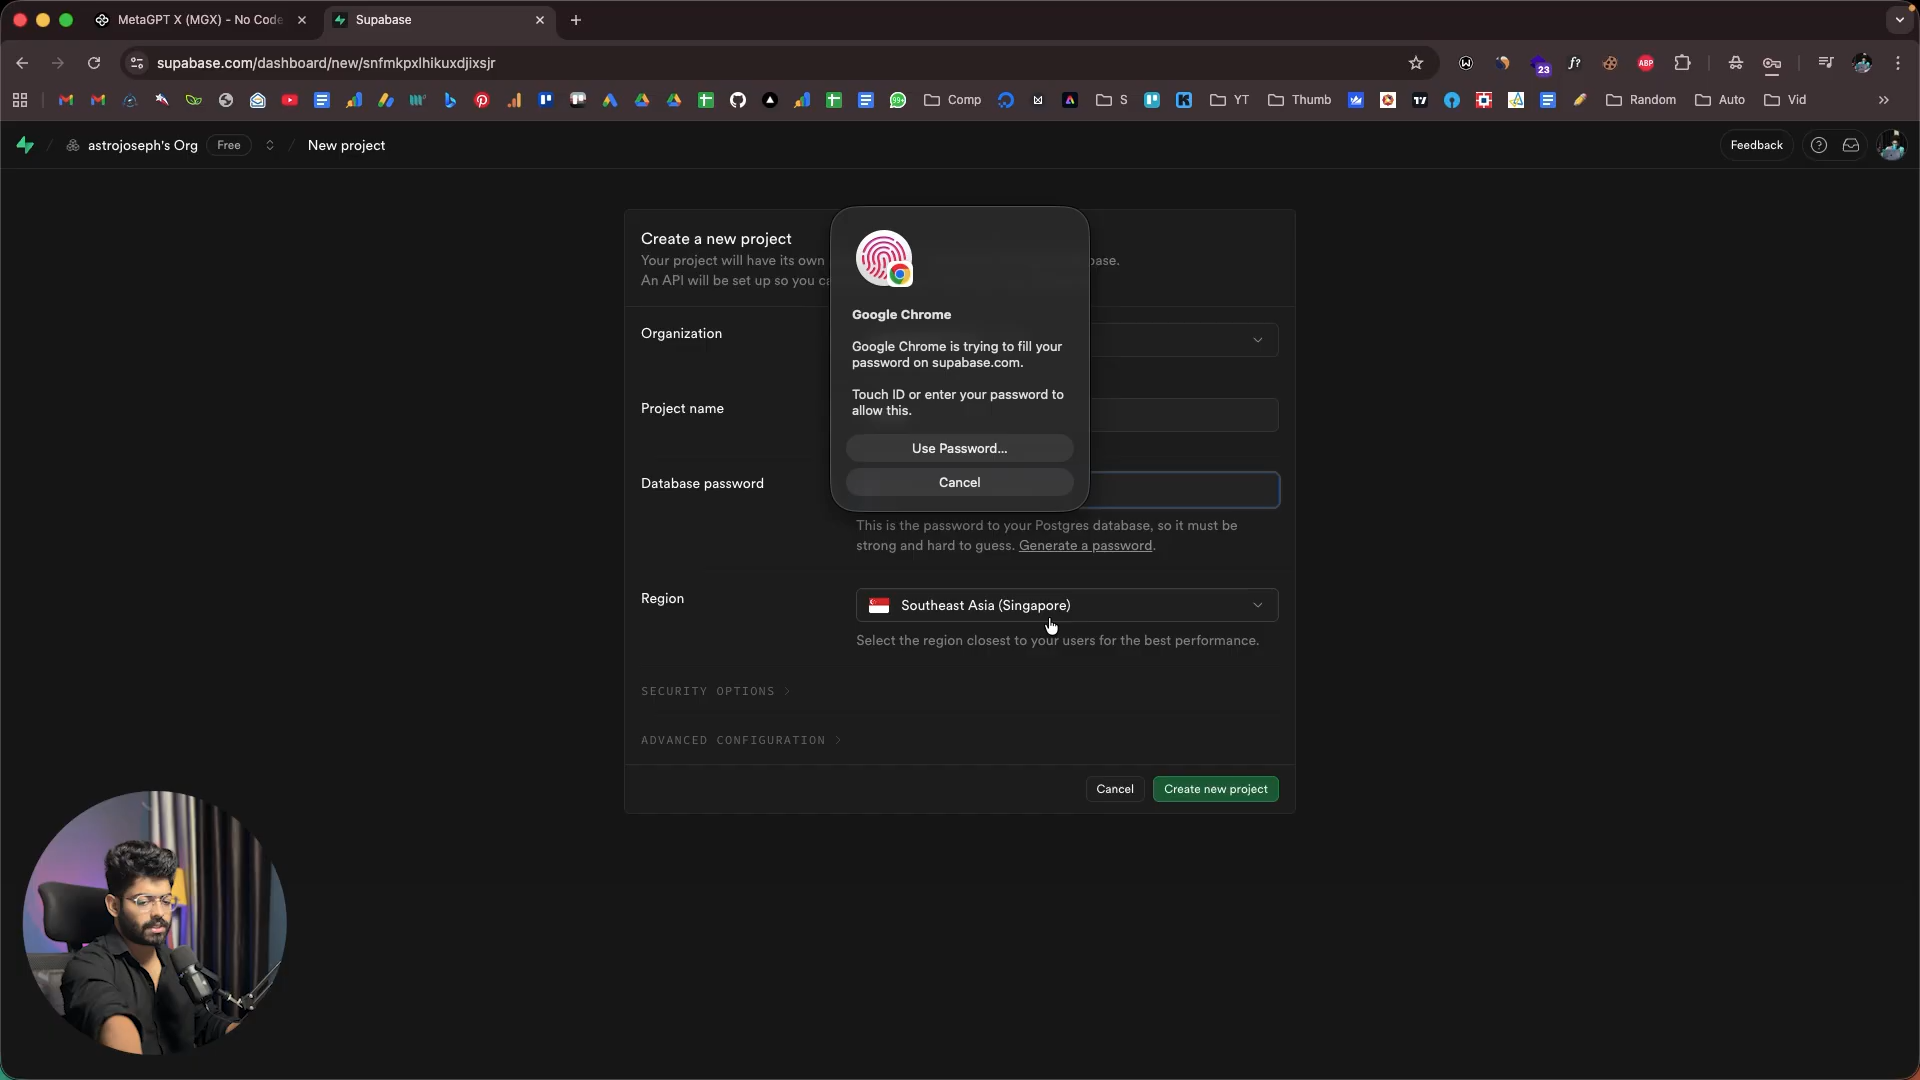 MetaGPT X (MGX) - No Code
Supabase
supabase.com/dashboard/new/snfmkpxlhikuxdjixsjr
23
f?
ABP
99+
Comp
S
YT
Thumb
Random
Auto
Vid
astrojoseph's Org
Free
New project
Feedback
Create a new project
Your project will have its own
base.
An API will be set up so you ca
Google Chrome
Google Chrome is trying to fill your
password on supabase.com.
Touch ID or enter your password to
allow this.
Use Password...
Cancel
Organization
Project name
Database password
This is the password to your Postgres database, so it must be
strong and hard to guess. Generate a password.
Region
Southeast Asia (Singapore)
Select the region closest to your users for the best performance.
SECURITY OPTIONS
ADVANCED CONFIGURATION
Cancel
Create new project